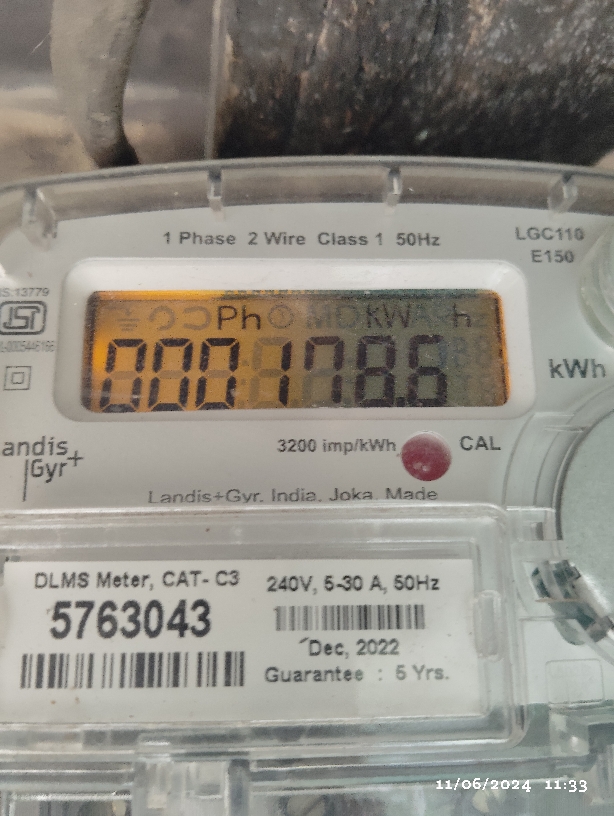 1 Phase 2 Wire Class 1 50Hz
LGC110
E150
IS:13779
Ph kW h
000178.6
kWh
3200 imp/kWh
CAL
andis
Gyr+
Landis+Gyr, India, Joka, Made
DLMS Meter, CAT- C3
5763043
240V, 5-30 A, 50Hz
Dec, 2022
Guarantee : 5 Yrs.
11/06/2024 11:33